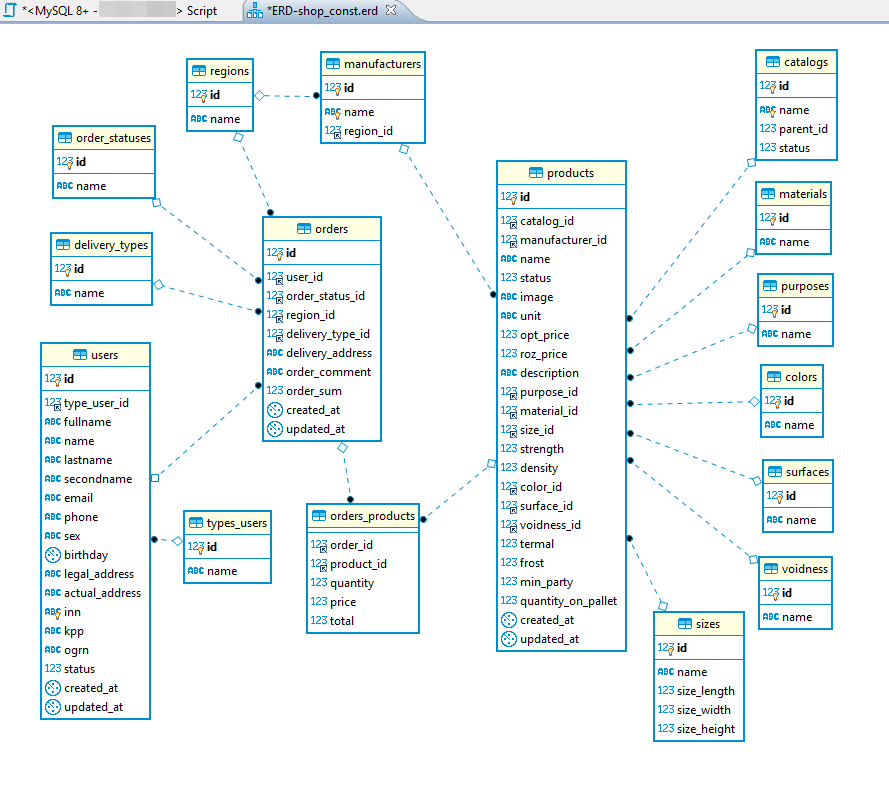 *<MySQL 8+ - > Script
*ERD-shop_const.erd
regions
123 id
ABC name
manufacturers
123 id
ABC name
123 region_id
catalogs
123 id
ABC name
123 parent_id
123 status
order_statuses
123 id
ABC name
delivery_types
123 id
ABC name
orders
123 id
123 user_id
123 order_status_id
123 region_id
123 delivery_type_id
ABC delivery_address
ABC order_comment
123 order_sum
created_at
updated_at
products
123 id
123 catalog_id
123 manufacturer_id
ABC name
123 status
ABC image
ABC unit
123 opt_price
123 roz_price
ABC description
123 purpose_id
123 material_id
123 size_id
123 strength
123 density
123 color_id
123 surface_id
123 voidness_id
123 termal
123 frost
123 min_party
123 quantity_on_pallet
created_at
updated_at
materials
123 id
ABC name
purposes
123 id
ABC name
colors
123 id
ABC name
surfaces
123 id
ABC name
voidness
123 id
ABC name
users
123 id
123 type_user_id
ABC fullname
ABC name
ABC lastname
ABC secondname
ABC email
ABC phone
ABC sex
birthday
ABC legal_address
ABC actual_address
ABC inn
ABC kpp
ABC ogrn
123 status
created_at
updated_at
types_users
123 id
ABC name
orders_products
123 order_id
123 product_id
123 quantity
123 price
123 total
sizes
123 id
ABC name
123 size_length
123 size_width
123 size_height